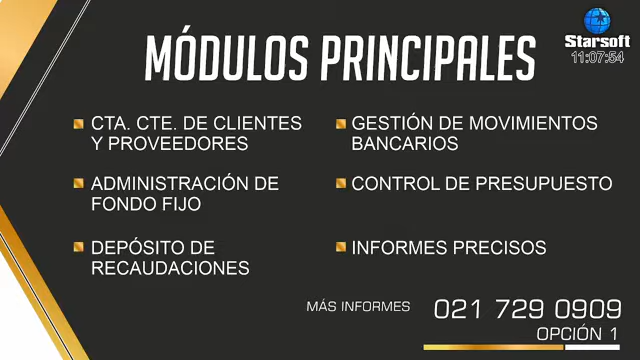 Starsoft
11:07:54
MÓDULOS PRINCIPALES
CTA. CTE. DE CLIENTES
Y PROVEEDORES
ADMINISTRACIÓN DE
FONDO FIJO
DEPÓSITO DE
RECAUDACIONES
GESTIÓN DE MOVIMIENTOS
BANCARIOS
CONTROL DE PRESUPUESTO
INFORMES PRECISOS
MÁS INFORMES 021 729 0909
OPCIÓN 1